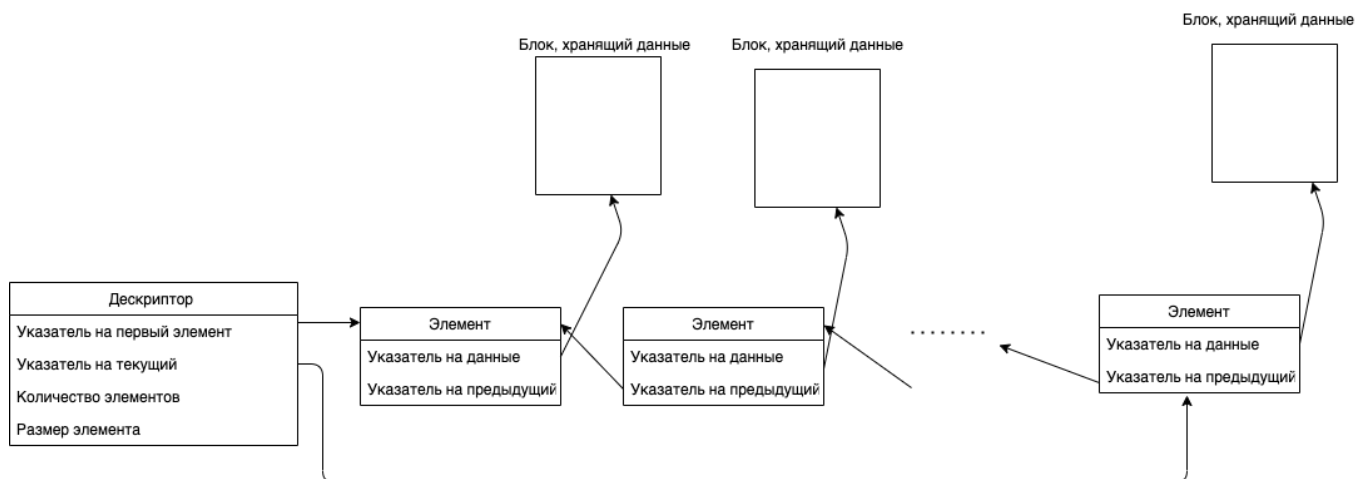 Блок, хранящий данные
Блок, хранящий данные
Блок, хранящий данные
Дескриптор
Указатель на первый элемент
Указатель на текущий
Количество элементов
Размер элемента
Элемент
Указатель на данные
Указатель на предыдущий
Элемент
Указатель на данные
Указатель на предыдущий
........
Элемент
Указатель на данные
Указатель на предыдущий